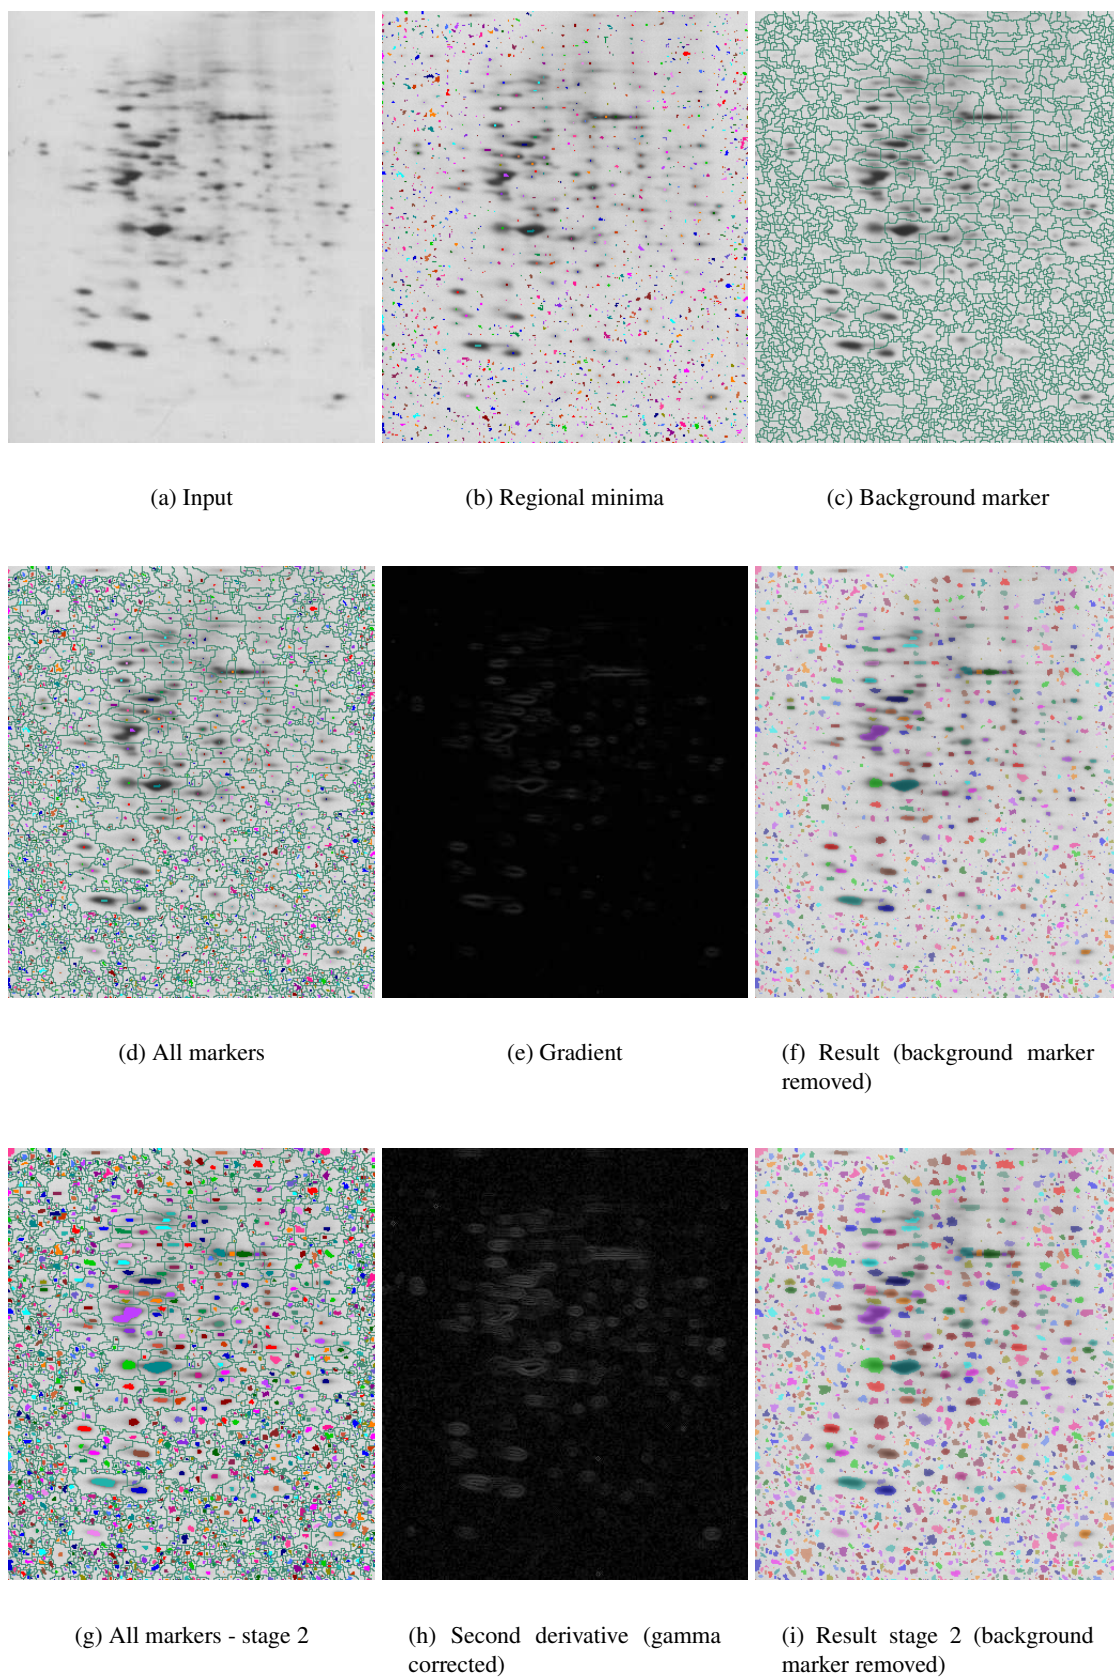 (a) Input
(b) Regional minima
(c) Background marker
(d) All markers
(e) Gradient
(f) Result (background marker
removed)
(g) All markers - stage 2
(h) Second derivative (gamma
corrected)
(i) Result stage 2 (background
marker removed)